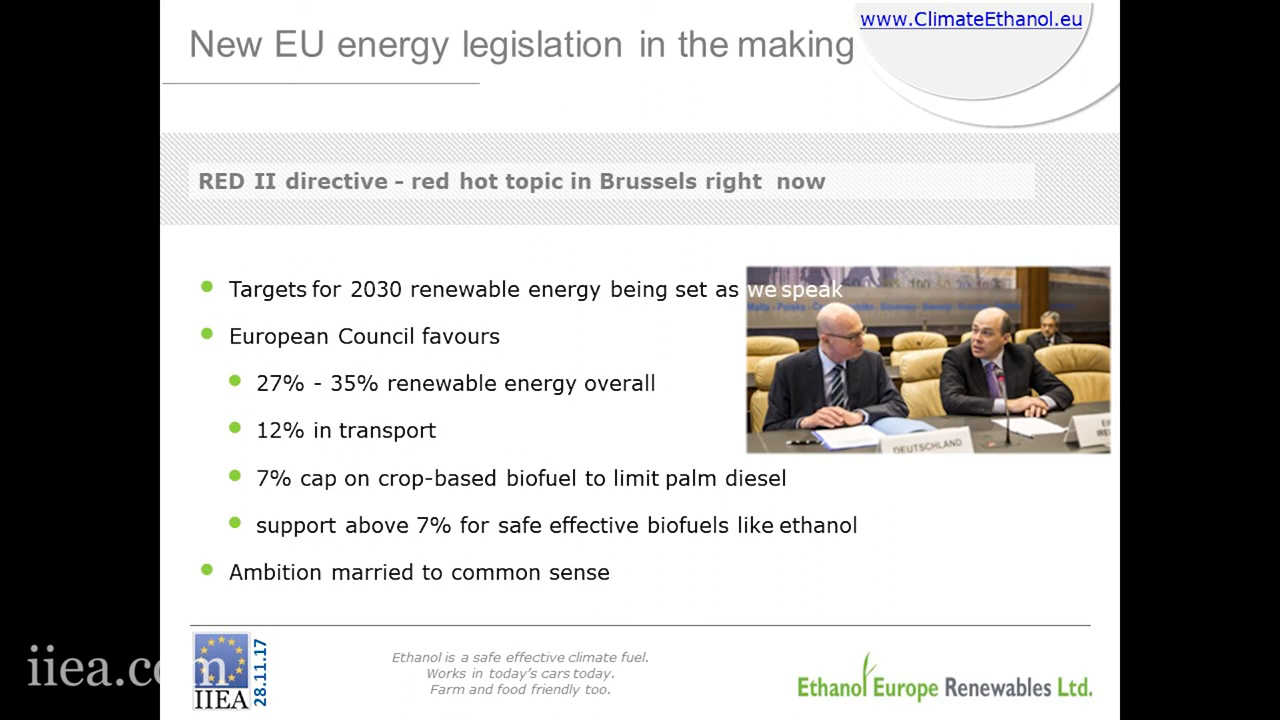 www.ClimateEthanol.eu
New EU energy legislation in the making
RED II directive - red hot topic in Brussels right now
Targets for 2030 renewable energy being set as we speak
European Council favours
27% - 35% renewable energy overall
12% in transport
7% cap on crop-based biofuel to limit palm diesel
support above 7% for safe effective biofuels like ethanol
Ambition married to common sense
DEUTSCHLAND
iiea.com
IIEA
28.11.17
Ethanol is a safe effective climate fuel.
Works in today's cars today.
Farm and food friendly too.
Ethanol Europe Renewables Ltd.